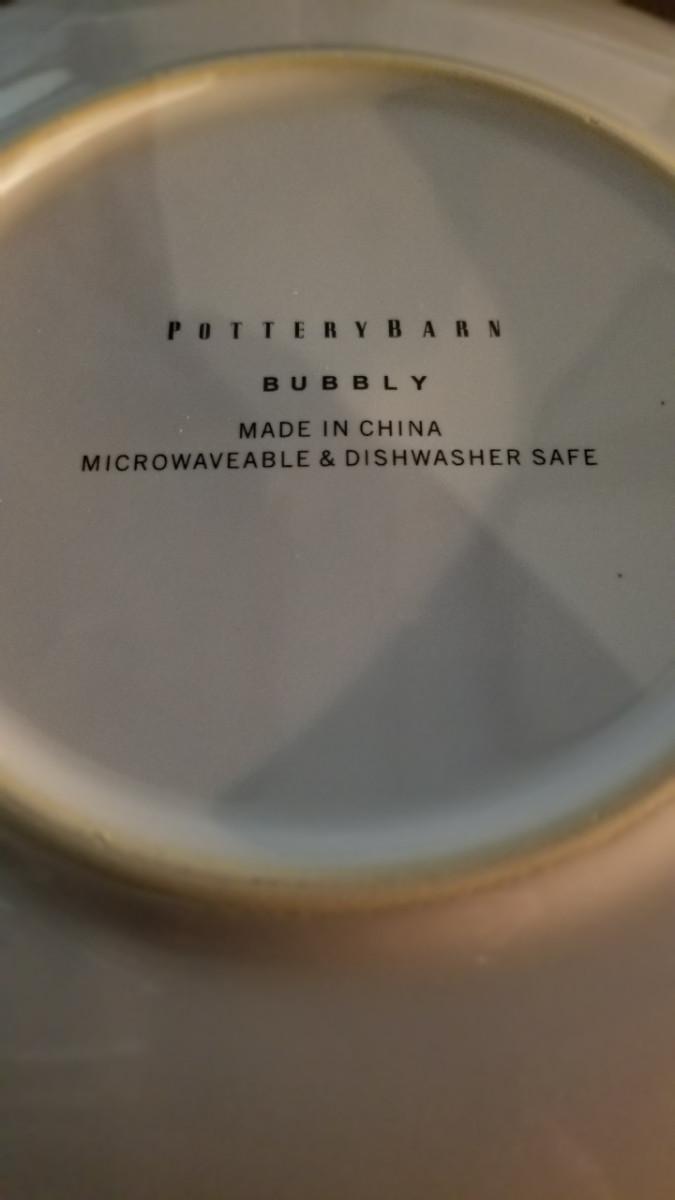 POTTERYBARN
BUBBLY
MADE IN CHINA
MICROWAVEABLE & DISHWASHER SAFE